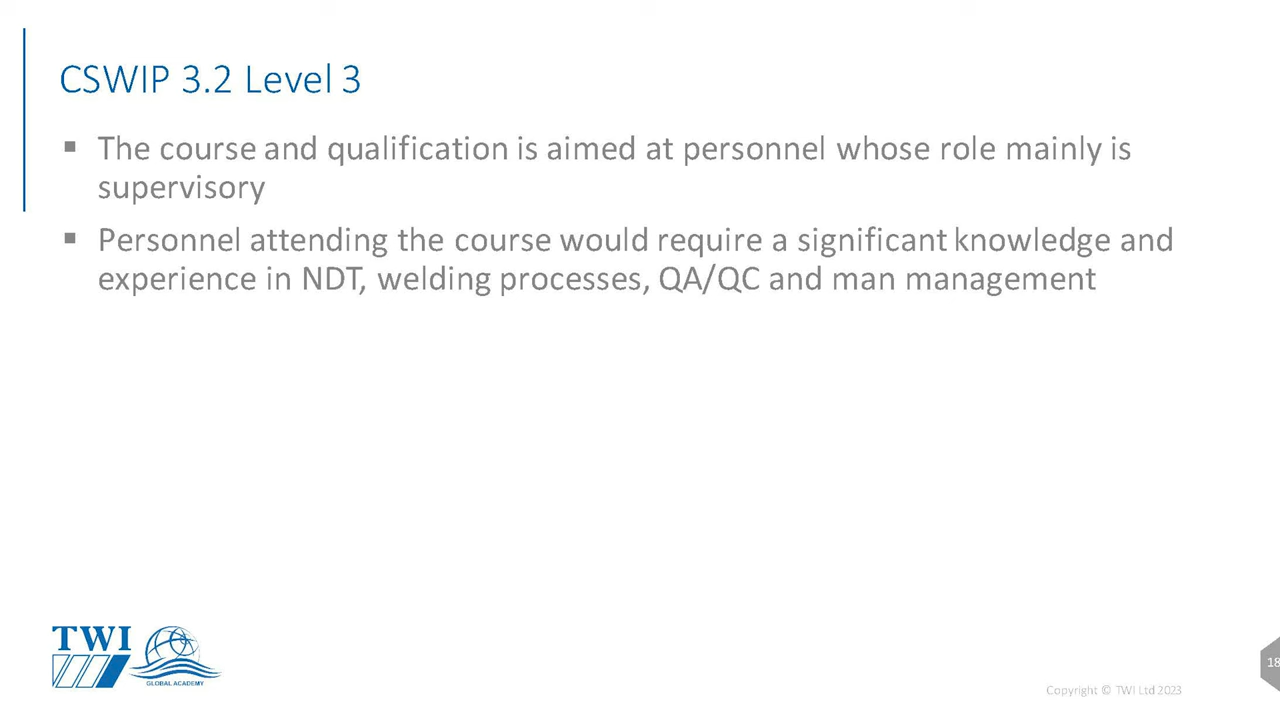 CSWIP 3.2 Level 3
▪ The course and qualification is aimed at personnel whose role mainly is
supervisory
▪ Personnel attending the course would require a significant knowledge and
experience in NDT, welding processes, QA/QC and man management
TWI
GLOBAL ACADEMY
18
Copyright © TWI Ltd 2023